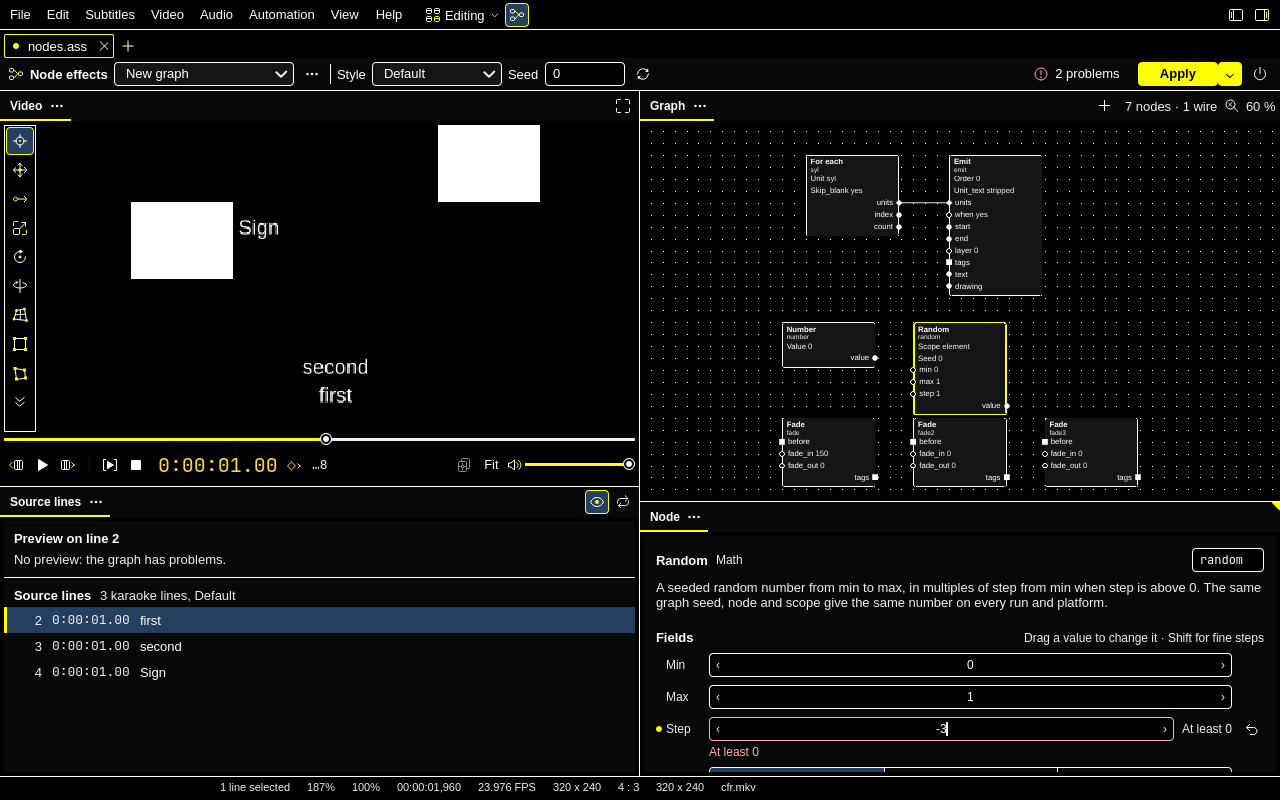 File Edit Subtitles Video Audio Automation View Help Editing
nodes.ass
Node effects New graph Style Default Seed 0 2 problems Apply
Video
Graph 7 nodes · 1 wire 60 %
Sign
second
first
For each
syl
Unit syl
Skip_blank yes
units
index
count
Emit
emit
Order 0
Unit_text stripped
units
when yes
start
end
layer 0
tags
text
drawing
Number
number
Value 0
value
Random
random
Scope element
Seed 0
min 0
max 1
step 1
value
Fade
fade
before
fade_in 150
fade_out 0
tags
Fade
fade2
before
fade_in 0
fade_out 0
tags
Fade
fade3
before
fade_in 0
fade_out 0
tags
0:00:01.00 ...8 Fit
Source lines
Preview on line 2
No preview: the graph has problems.
Source lines 3 karaoke lines, Default
2 0:00:01.00 first
3 0:00:01.00 second
4 0:00:01.00 Sign
Node
Random Math random
A seeded random number from min to max, in multiples of step from min when step is above 0. The same
graph seed, node and scope give the same number on every run and platform.
Fields Drag a value to change it · Shift for fine steps
Min 0
Max 1
Step -3 At least 0
At least 0
1 line selected 187% 100% 00:00:01,960 23.976 FPS 320 x 240 4 : 3 320 x 240 cfr.mkv